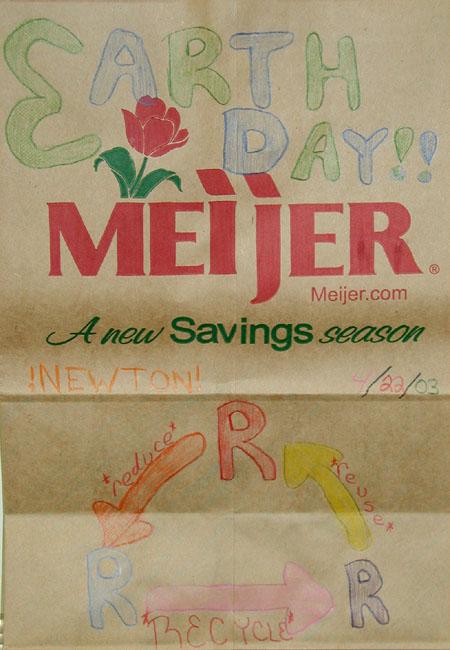 EARTH
DAY!!
MEIJER®
Meijer.com
A new Savings season
!NEWTON! 4/22/03
R
*reduce* *reuse*
R R
*RECYCLE*